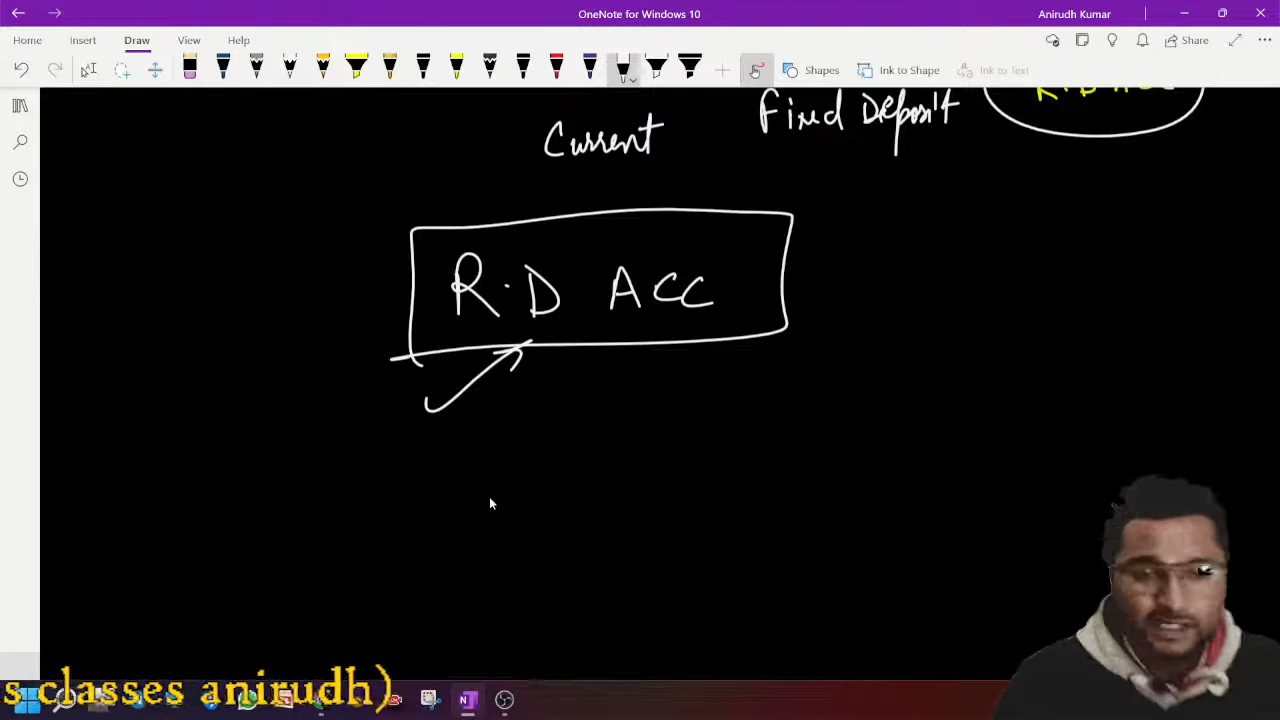 OneNote for Windows 10
Anirudh Kumar
Home Insert Draw View Help
Shapes
Ink to Shape
Ink to Text
Share
Fixed Deposit
Current
R.D ACC
s classes anirudh)